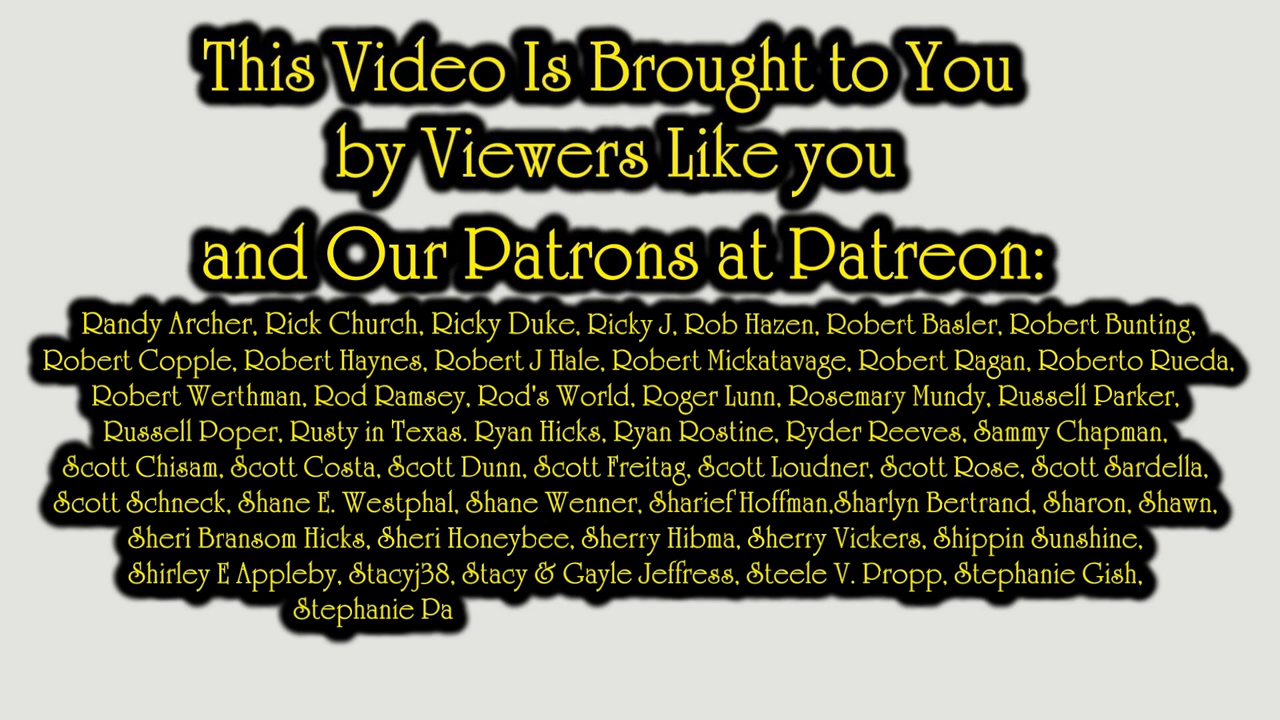 This Video Is Brought to You
by Viewers Like you
and Our Patrons at Patreon:
Randy Archer, Rick Church, Ricky Duke, Ricky J, Rob Hazen, Robert Basler, Robert Bunting,
Robert Copple, Robert Haynes, Robert J Hale, Robert Mickatavage, Robert Ragan, Roberto Rueda,
Robert Werthman, Rod Ramsey, Rod's World, Roger Lunn, Rosemary Mundy, Russell Parker,
Russell Poper, Rusty in Texas. Ryan Hicks, Ryan Rostine, Ryder Reeves, Sammy Chapman,
Scott Chisam, Scott Costa, Scott Dunn, Scott Freitag, Scott Loudner, Scott Rose, Scott Sardella,
Scott Schneck, Shane E. Westphal, Shane Wenner, Sharief Hoffman,Sharlyn Bertrand, Sharon, Shawn,
Sheri Bransom Hicks, Sheri Honeybee, Sherry Hibma, Sherry Vickers, Shippin Sunshine,
Shirley E Appleby, Stacyj38, Stacy & Gayle Jeffress, Steele V. Propp, Stephanie Gish,
Stephanie Pa